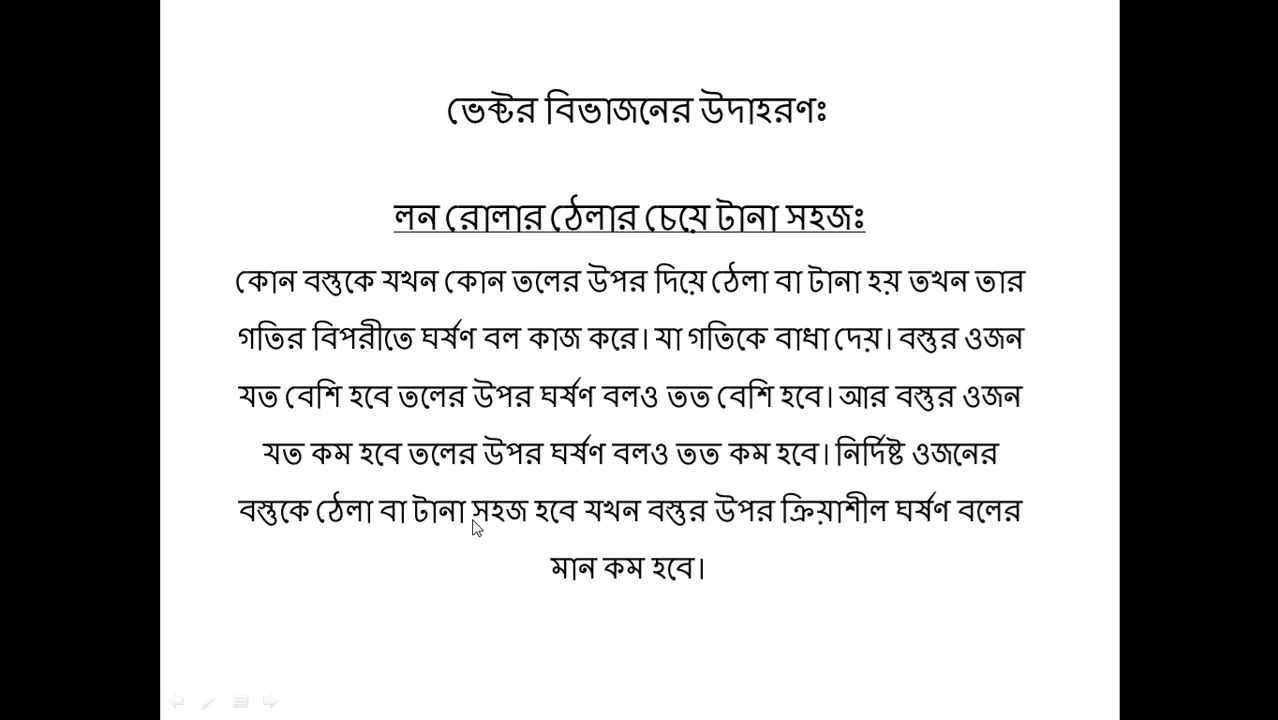 ভেক্টর বিভাজনের উদাহরণঃ
লন রোলার ঠেলার চেয়ে টানা সহজঃ
কোন বস্তুকে যখন কোন তলের উপর দিয়ে ঠেলা বা টানা হয় তখন তার
গতির বিপরীতে ঘর্ষণ বল কাজ করে। যা গতিকে বাধা দেয়। বস্তুর ওজন
যত বেশি হবে তলের উপর ঘর্ষণ বলও তত বেশি হবে। আর বস্তুর ওজন
যত কম হবে তলের উপর ঘর্ষণ বলও তত কম হবে। নির্দিষ্ট ওজনের
বস্তুকে ঠেলা বা টানা সহজ হবে যখন বস্তুর উপর ক্রিয়াশীল ঘর্ষণ বলের
মান কম হবে।